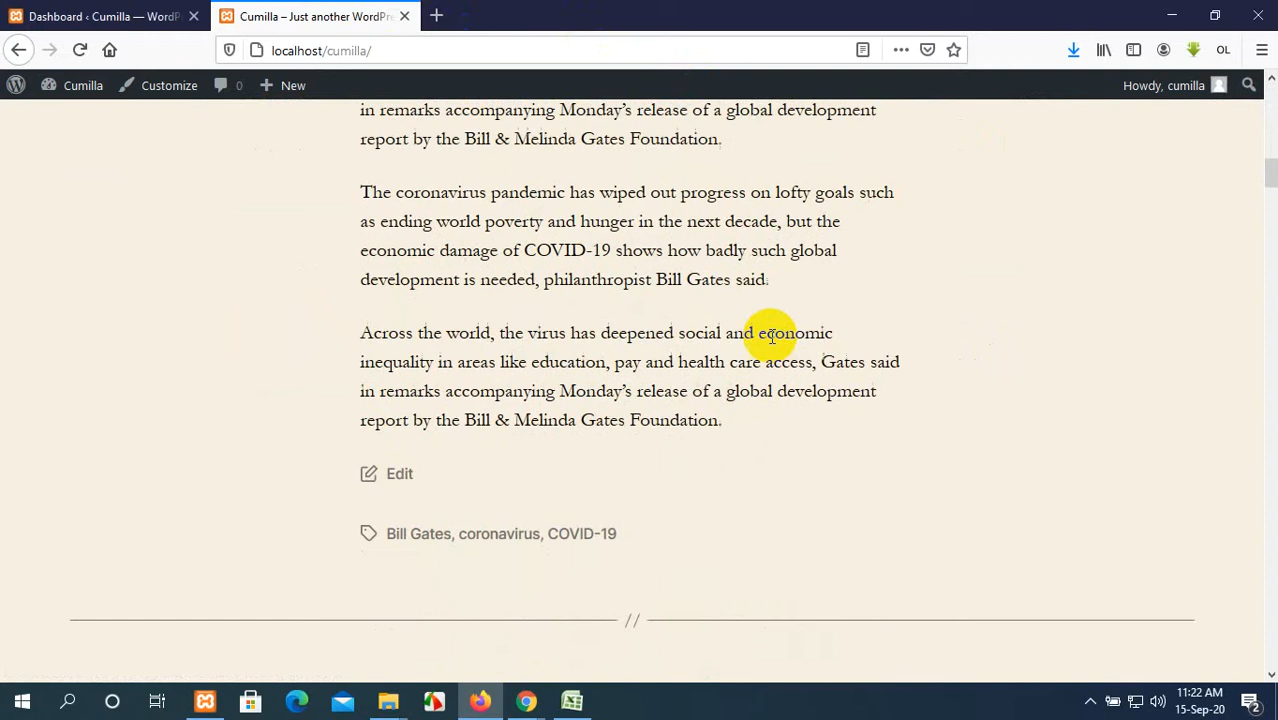 Dashboard ‹ Cumilla — WordP
Cumilla – Just another WordPre
localhost/cumilla/
OL
Cumilla
Customize
0
New
Howdy, cumilla
in remarks accompanying Monday’s release of a global development
report by the Bill & Melinda Gates Foundation.
The coronavirus pandemic has wiped out progress on lofty goals such
as ending world poverty and hunger in the next decade, but the
economic damage of COVID-19 shows how badly such global
development is needed, philanthropist Bill Gates said.
Across the world, the virus has deepened social and economic
inequality in areas like education, pay and health care access, Gates said
in remarks accompanying Monday’s release of a global development
report by the Bill & Melinda Gates Foundation.
Edit
Bill Gates, coronavirus, COVID-19
//
11:22 AM
15-Sep-20
2